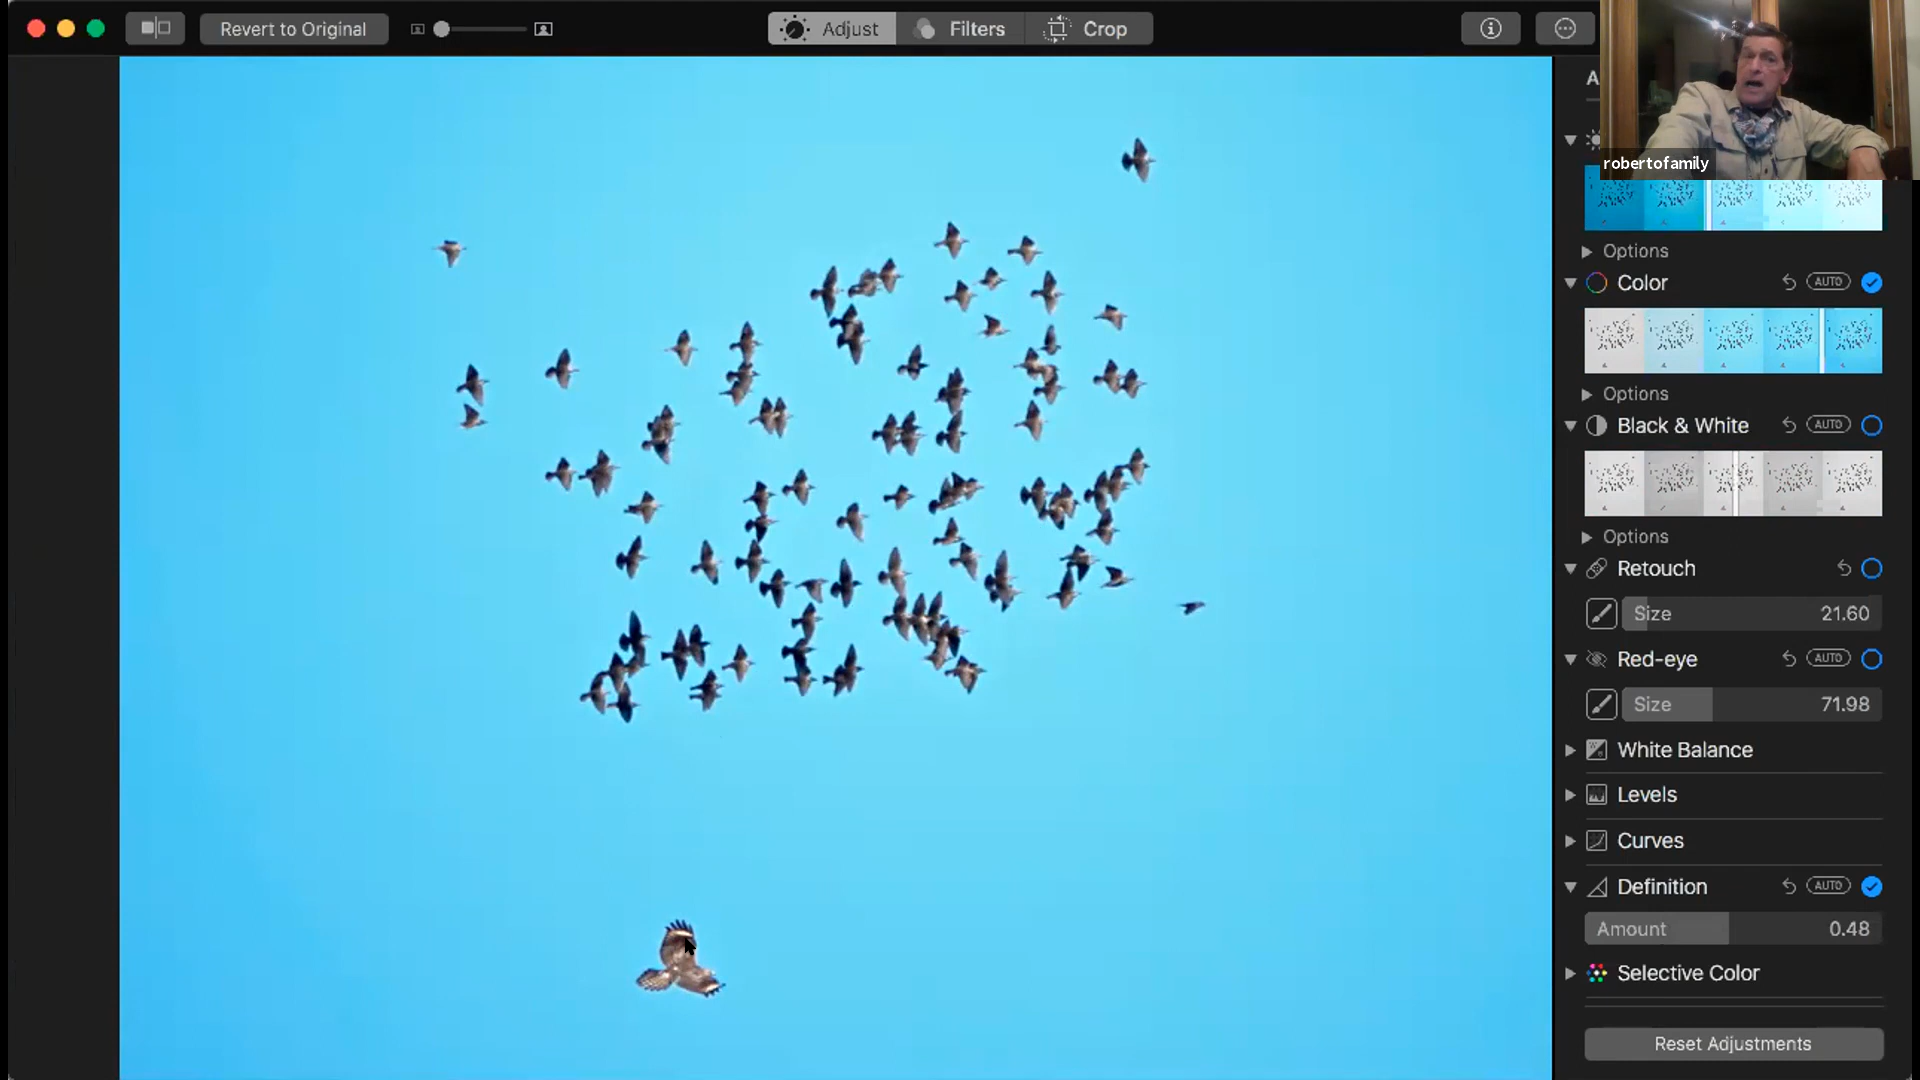 Revert to Original
Adjust
Filters
Crop
A
robertofamily
Options
Color
AUTO
Options
Black & White
AUTO
Options
Retouch
Size
21.60
Red-eye
AUTO
Size
71.98
White Balance
Levels
Curves
Definition
AUTO
Amount
0.48
Selective Color
Reset Adjustments